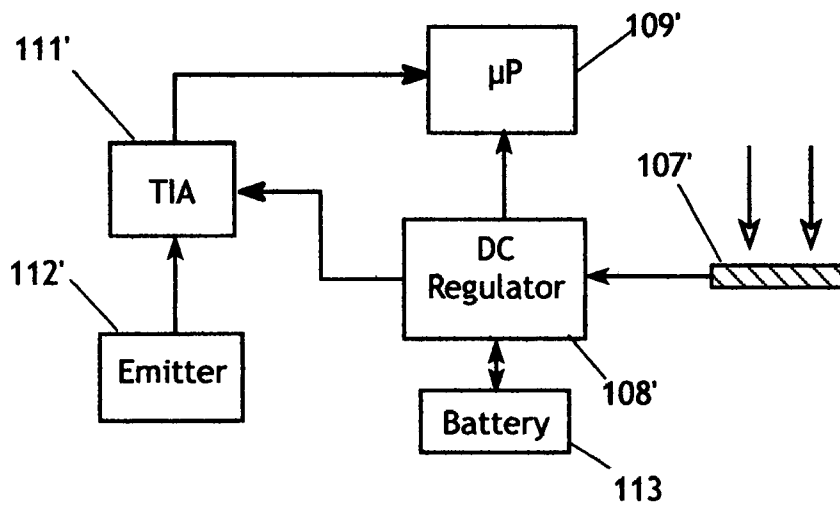 109'
111'
µP
107'
TIA
DC
Regulator
112'
Emitter
108'
Battery
113